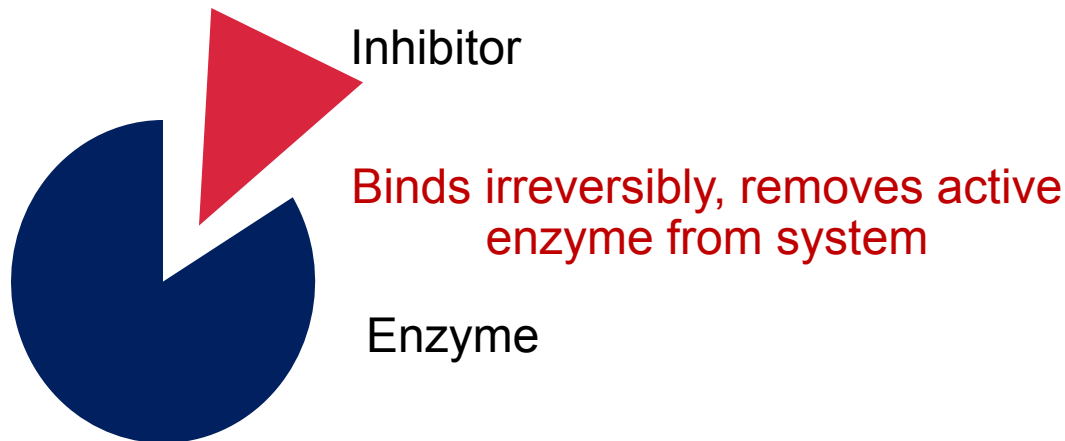 Inhibitor
Binds irreversibly, removes active
enzyme from system
Enzyme